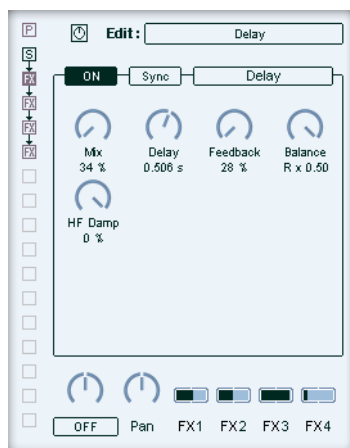 P
Edit: Delay
S
FX
FX
FX
FX
ON Sync Delay
Mix Delay Feedback Balance
34 % 0.506 s 28 % R x 0.50
HF Damp
0 %
OFF Pan FX1 FX2 FX3 FX4